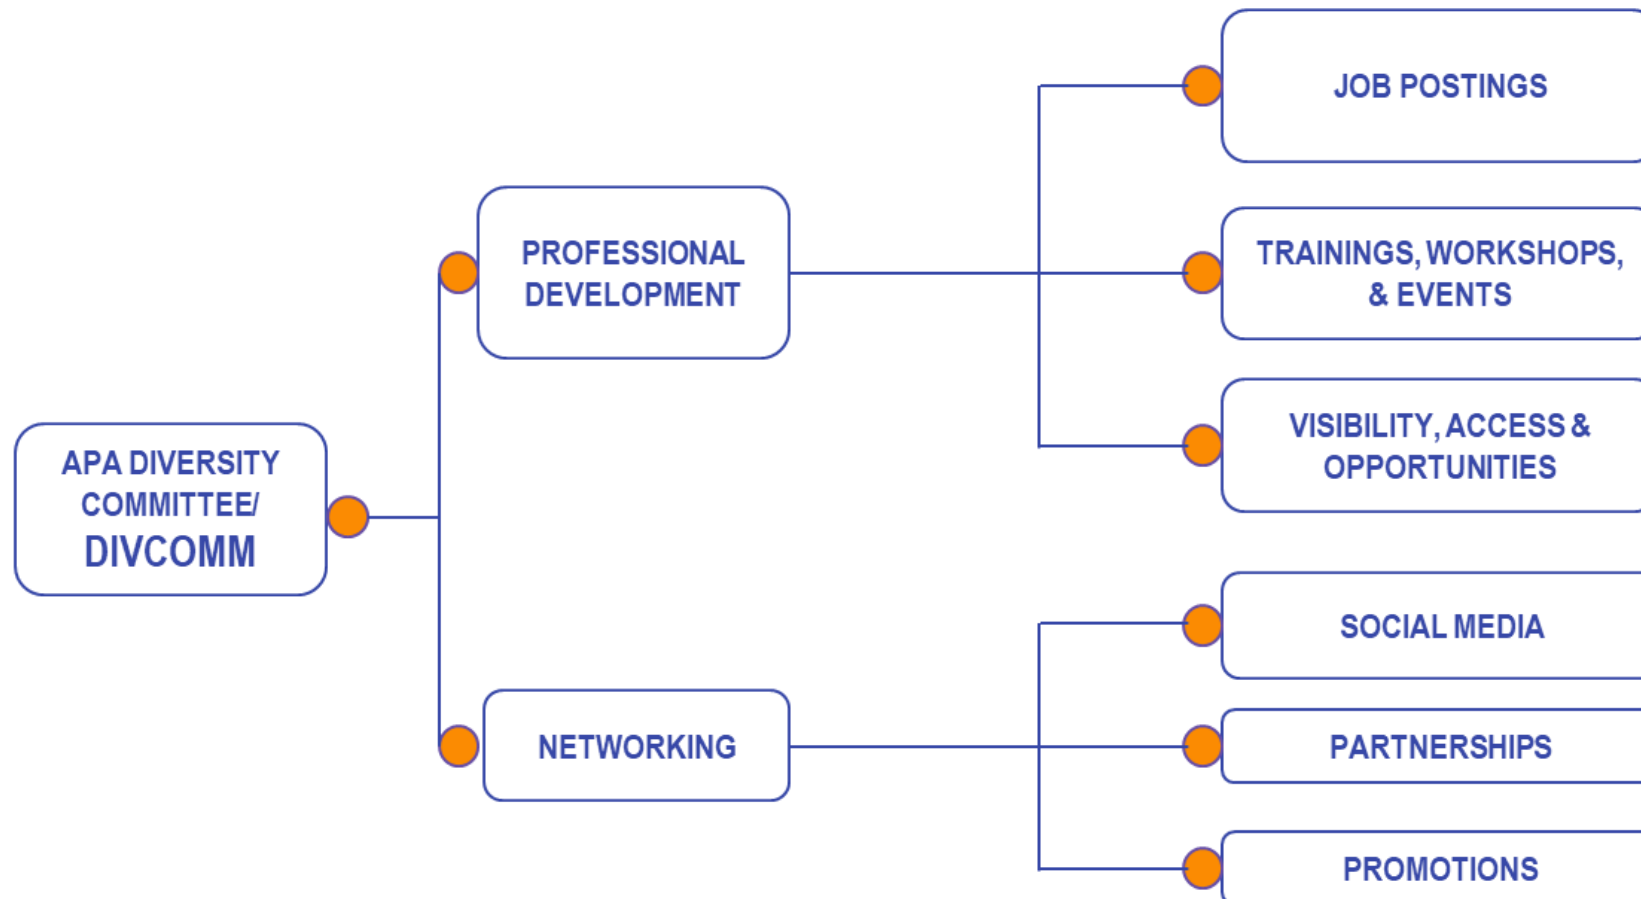 JOB POSTINGS
PROFESSIONAL
DEVELOPMENT
TRAININGS, WORKSHOPS,
& EVENTS
VISIBILITY, ACCESS &
OPPORTUNITIES
APA DIVERSITY
COMMITTEE/
DIVCOMM
SOCIAL MEDIA
NETWORKING
PARTNERSHIPS
PROMOTIONS